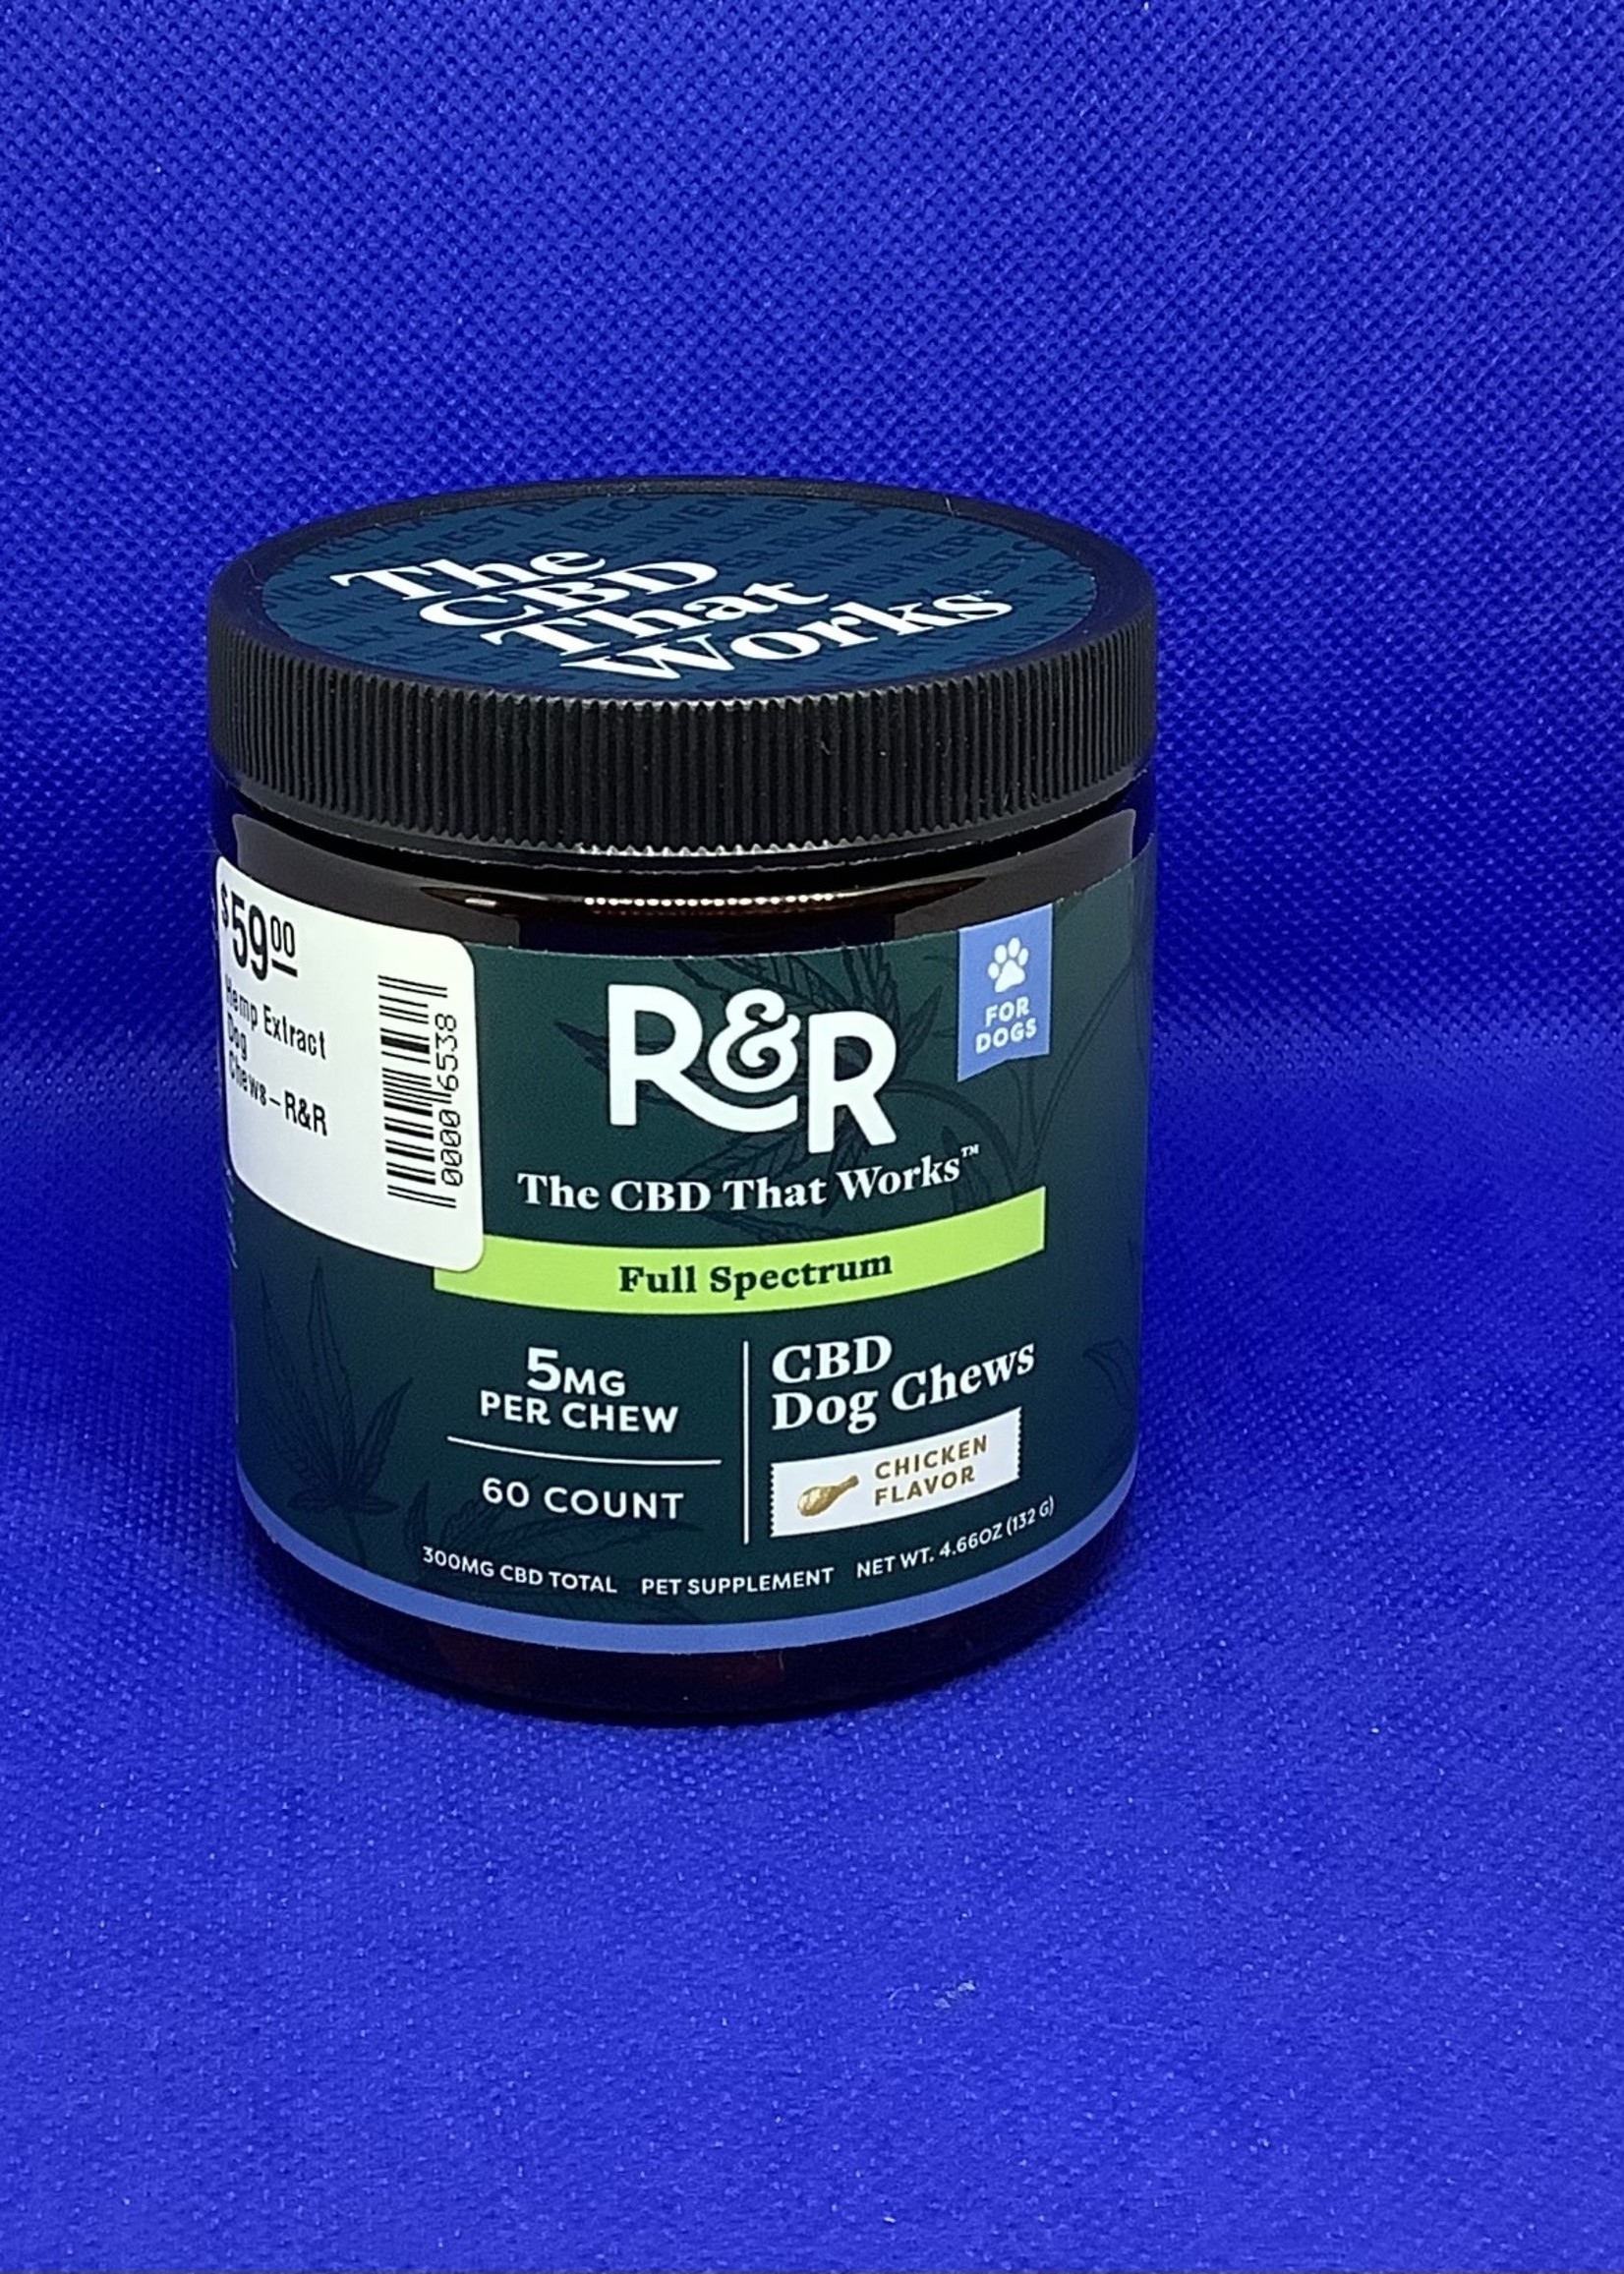 The
CBD
That
Works™
$59.00
Hemp Extract
Dog
Chews-R&R
0000 6538
R&R
FOR
DOGS
The CBD That Works™
Full Spectrum
5MG
PER CHEW
60 COUNT
CBD
Dog Chews
CHICKEN
FLAVOR
300MG CBD TOTAL PET SUPPLEMENT NET WT. 4.66OZ (132 G)